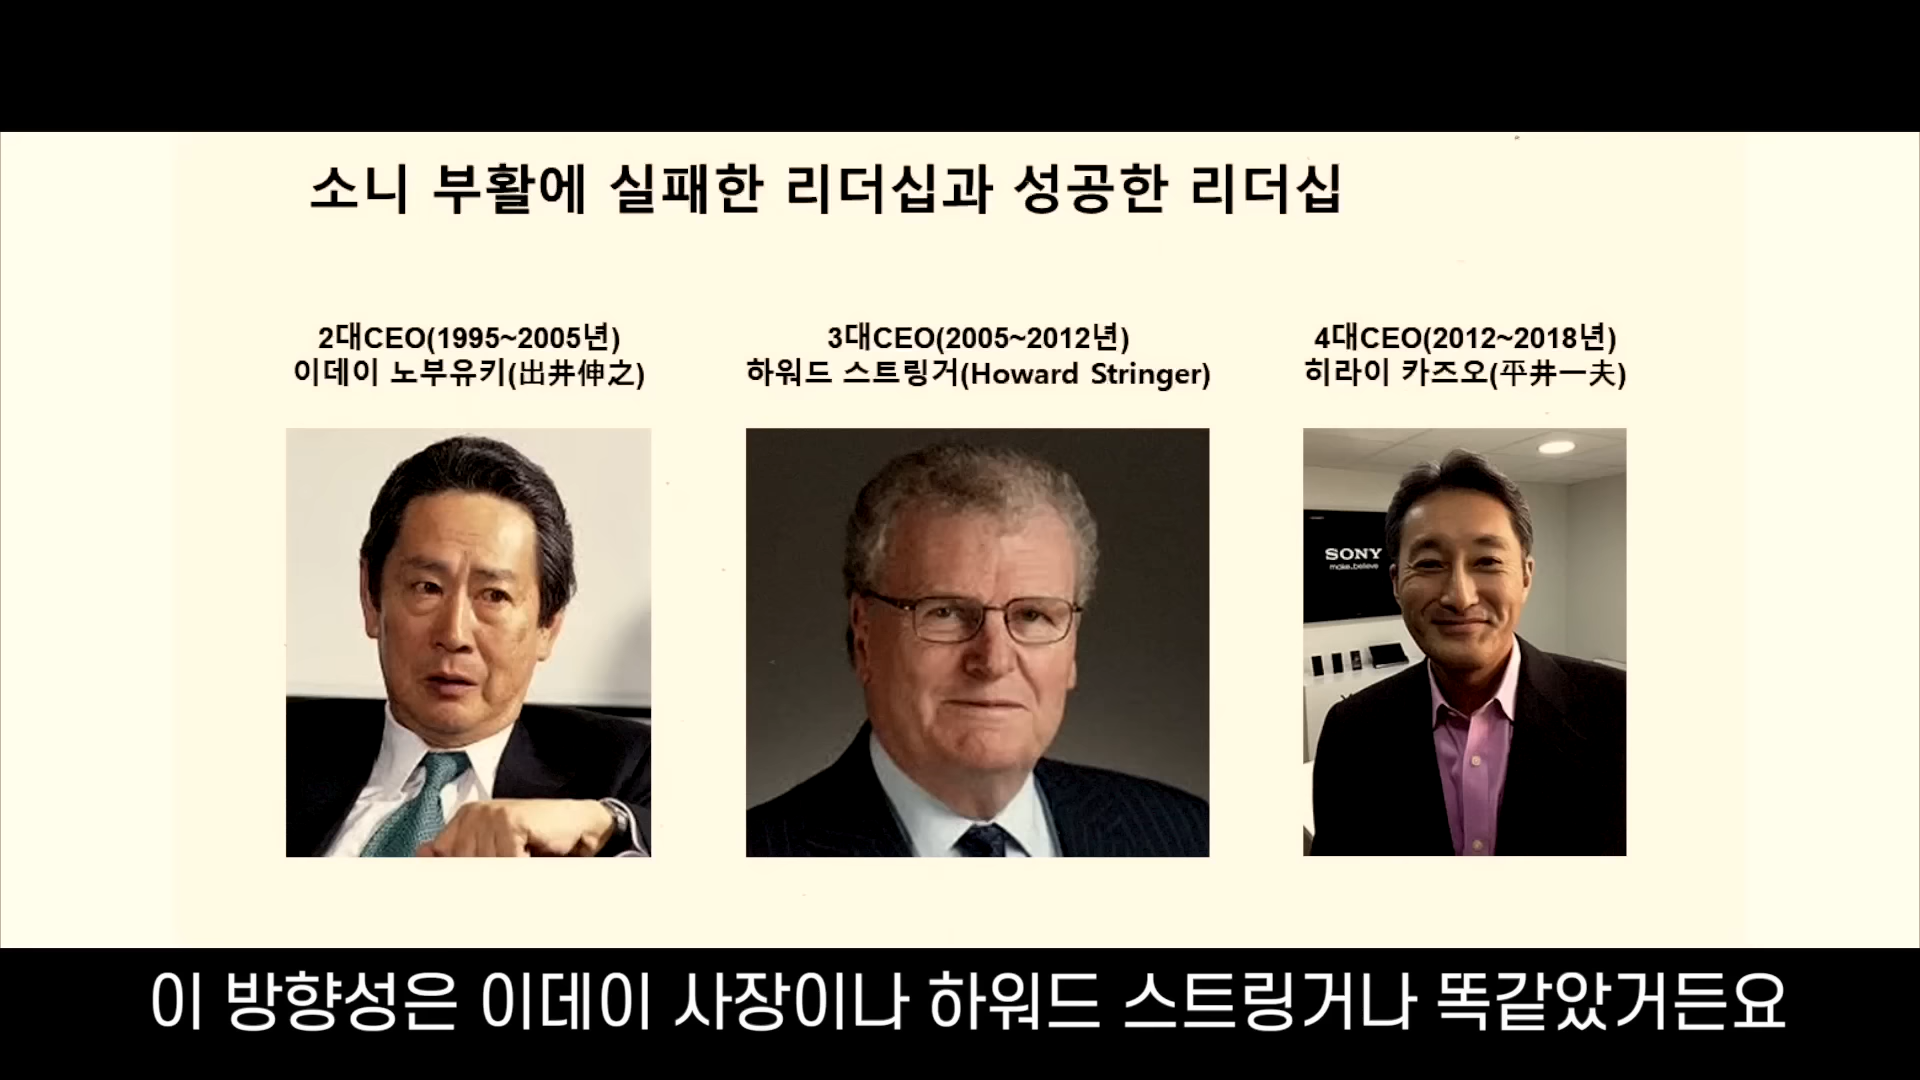 소니 부활에 실패한 리더십과 성공한 리더십
2대CEO(1995~2005년)
이데이 노부유키(出井伸之)
3대CEO(2005~2012년)
하워드 스트링거(Howard Stringer)
4대CEO(2012~2018년)
히라이 카즈오(平井一夫)
SONY
make.believe
이 방향성은 이데이 사장이나 하워드 스트링거나 똑같았거든요